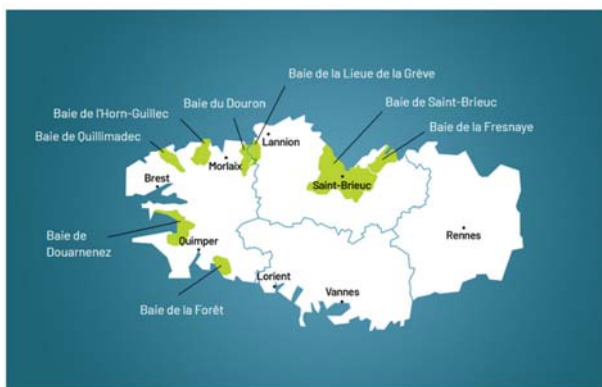 Baie de la Lieue de la Grève
Baie du Douron
Baie de Saint-Brieuc
Baie de l'Horn-Guillec
Baie de la Fresnaye
Baie de Quillimadec
Lannion
Morlaix
Brest
Saint-Brieuc
Baie de
Douarnenez
Rennes
Quimper
Lorient
Vannes
Baie de la Forêt